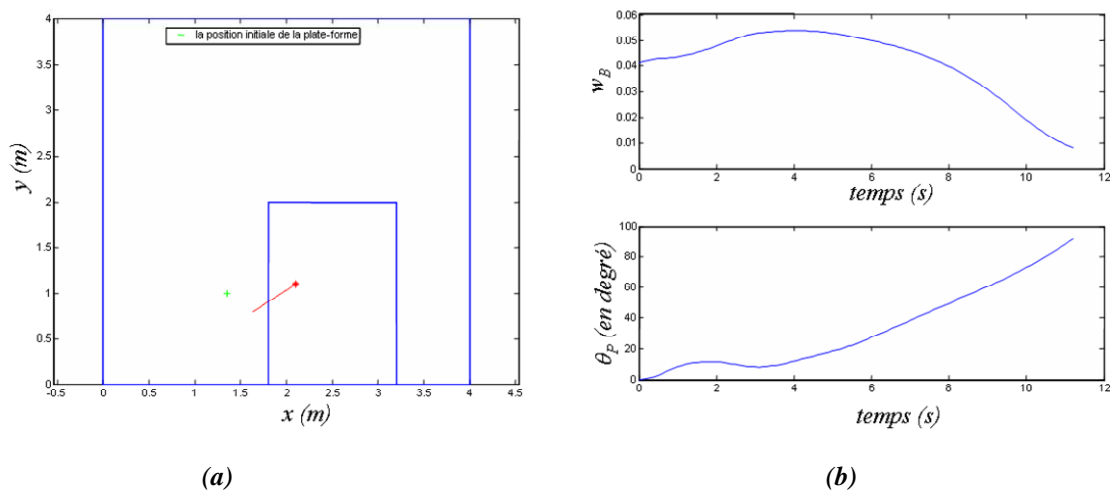 la position initiale de la plate-forme
4
3.5
3
2.5
2
1.5
1
0.5
0
y (m)
-0.5 0 0.5 1 1.5 2 2.5 3 3.5 4 4.5
x (m)
(a)
0.06
0.05
0.04
0.03
0.02
0.01
0
w_B
0 2 4 6 8 10 12
temps (s)
100
80
60
40
20
0
θ_P (en degré)
0 2 4 6 8 10 12
temps (s)
(b)